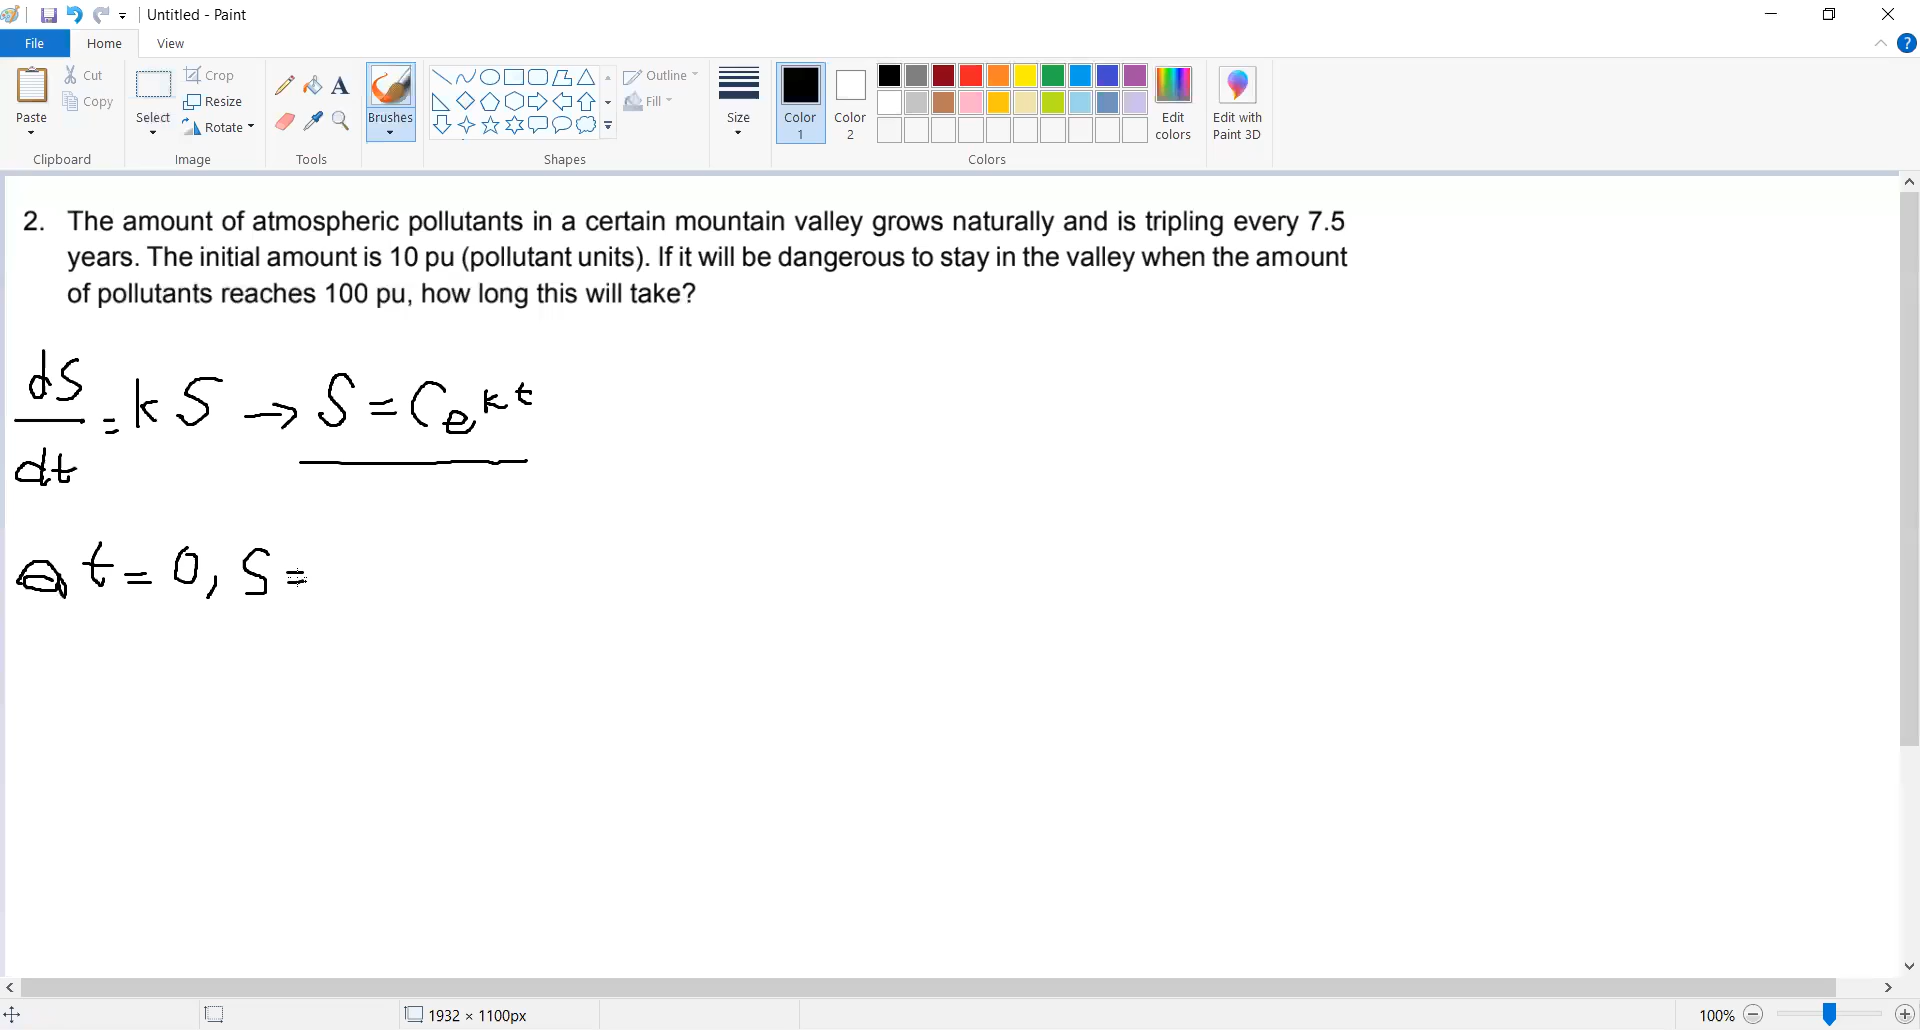 Untitled - Paint
File Home View
Paste
Cut
Copy
Clipboard
Select
Crop
Resize
Rotate
Image
A
Tools
Brushes
Shapes
Outline
Fill
Size
Color 1
Color 2
Edit colors
Edit with Paint 3D
Colors
2. The amount of atmospheric pollutants in a certain mountain valley grows naturally and is tripling every 7.5
years. The initial amount is 10 pu (pollutant units). If it will be dangerous to stay in the valley when the amount
of pollutants reaches 100 pu, how long this will take?
dS/dt = kS → S = Ce^kt
@ t = 0, S =
1932 × 1100px
100%